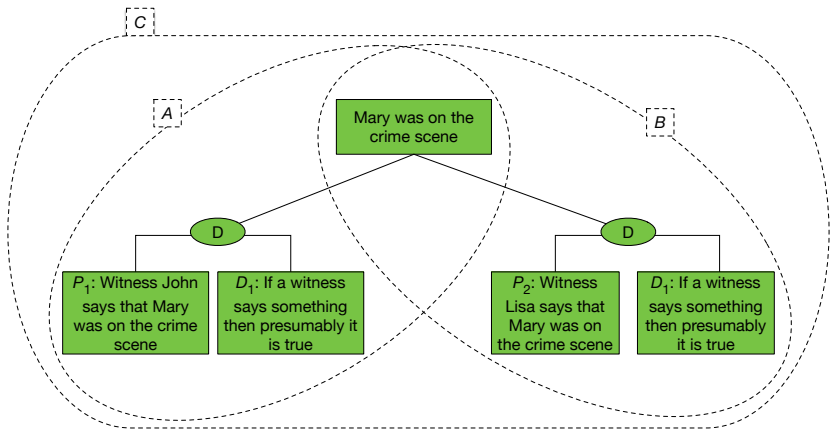 C
A
B
Mary was on the
crime scene
D
D
P1: Witness John
says that Mary
was on the crime
scene
D1: If a witness
says something
then presumably it
is true
P2: Witness
Lisa says that
Mary was on
the crime scene
D1: If a witness
says something
then presumably
it is true